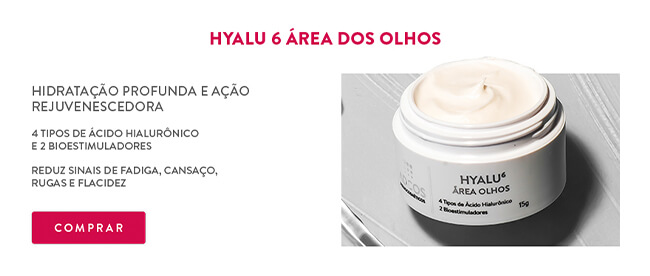 HYALU 6 ÁREA DOS OLHOS
HIDRATAÇÃO PROFUNDA E AÇÃO
REJUVENESCEDORA
4 TIPOS DE ÁCIDO HIALURÔNICO
E 2 BIOESTIMULADORES
REDUZ SINAIS DE FADIGA, CANSAÇO,
RUGAS E FLACIDEZ
COMPRAR
HYALU⁶
ÁREA OLHOS
4 Tipos de Ácido Hialurônico
2 Bioestimuladores
15g